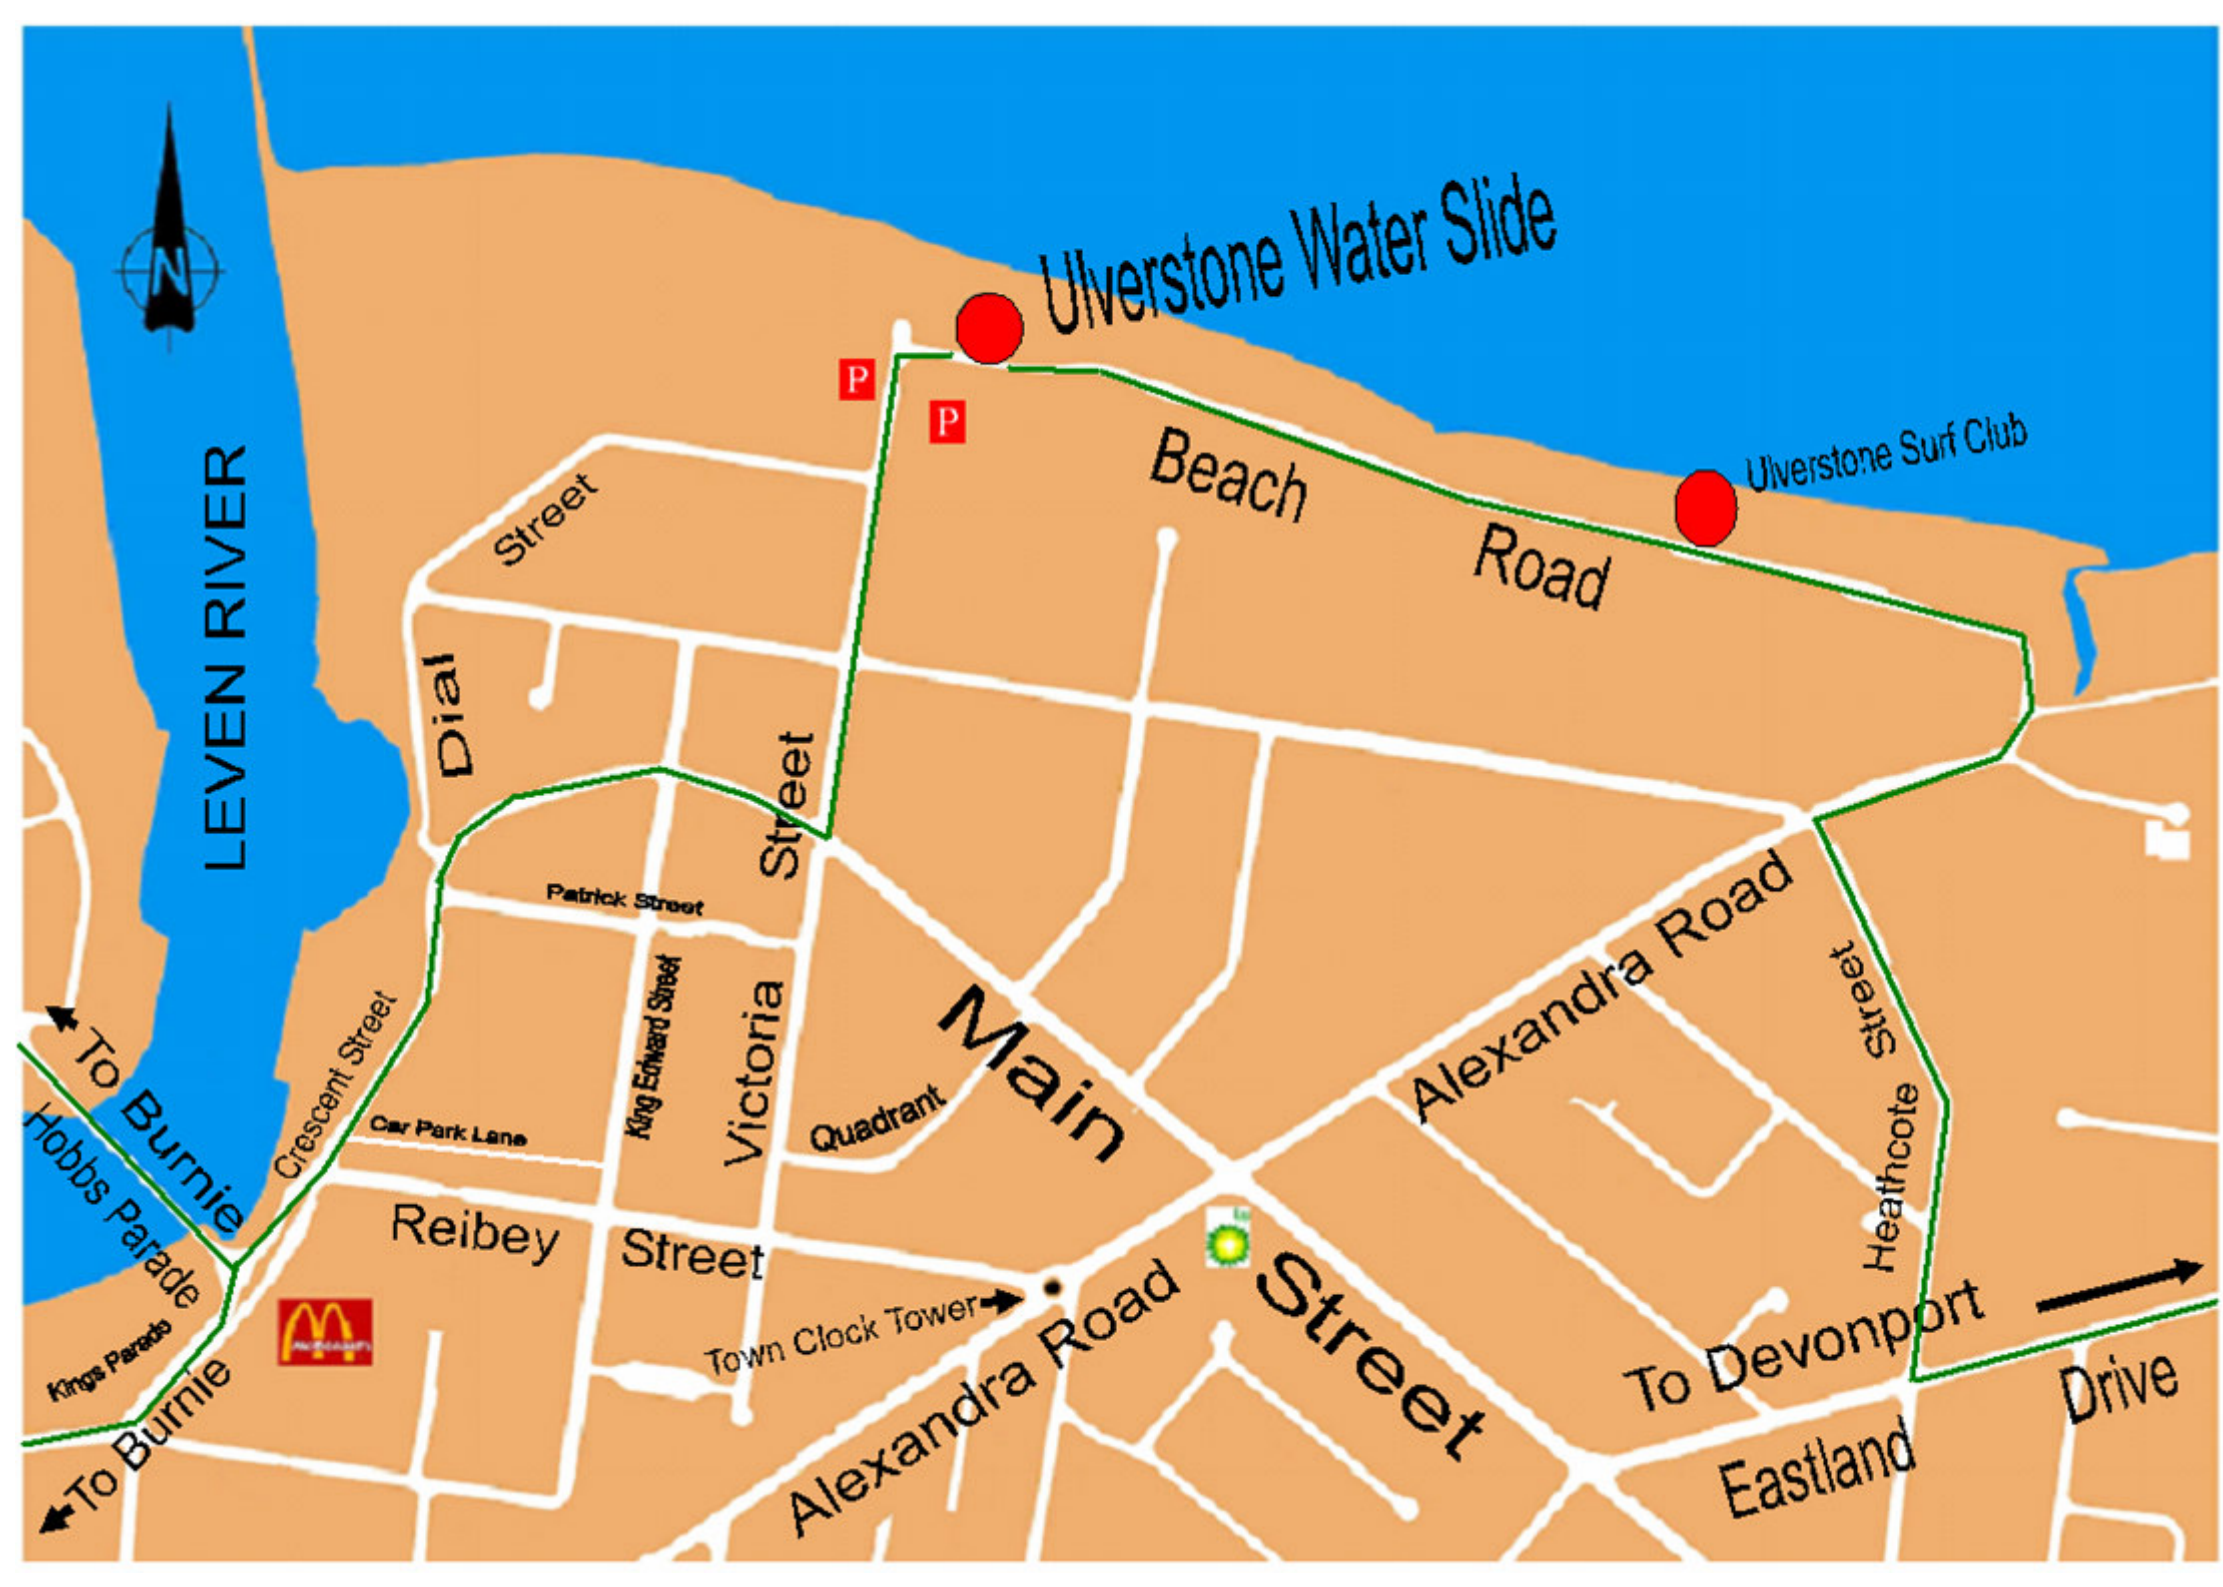 N
Ulverstone Water Slide
P
P
Beach
Road
Ulverstone Surf Club
LEVEN RIVER
Street
Dial
Street
Patrick Street
King Edward Street
Victoria
Crescent Street
Car Park Lane
Quadrant
Main
Street
Alexandra Road
Street
Heathcote
To Burnie
Hobbs Parade
Kings Parade
To Burnie
Reibey
Street
McDonald's
Town Clock Tower
Alexandra Road
To Devonport
Eastland
Drive